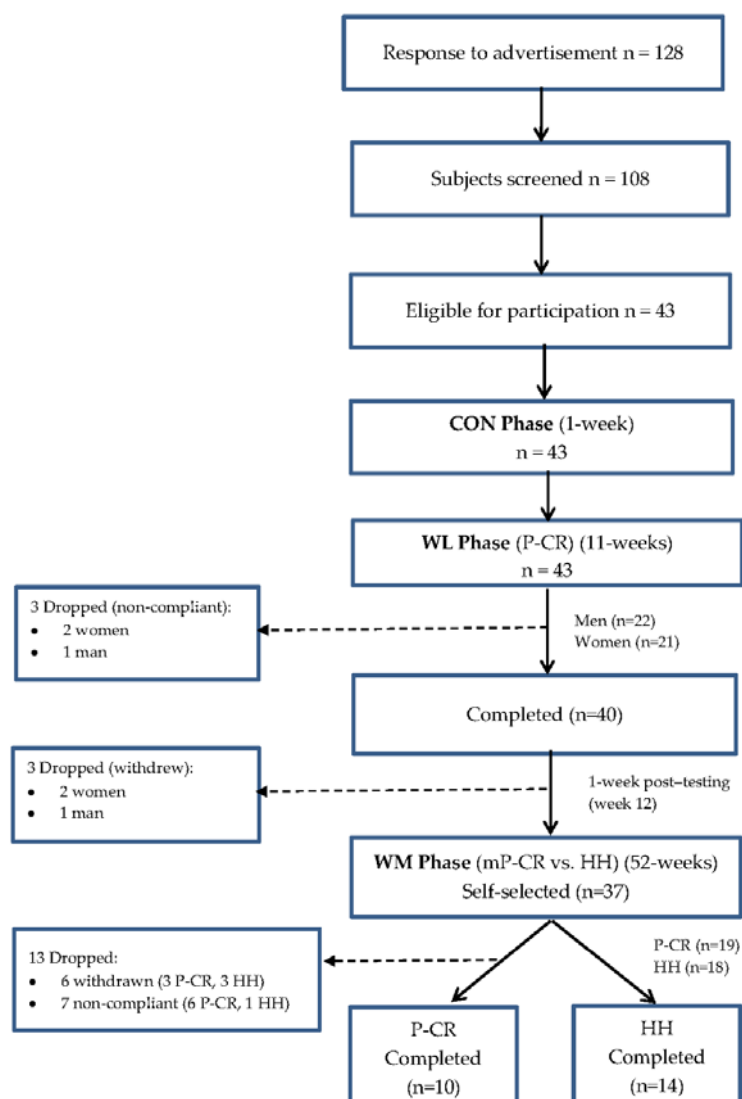 Response to advertisement n = 128
Subjects screened n = 108
Eligible for participation n = 43
CON Phase (1-week)
n = 43
WL Phase (P-CR) (11-weeks)
n = 43
3 Dropped (non-compliant):
• 2 women
• 1 man
Men (n=22)
Women (n=21)
Completed (n=40)
3 Dropped (withdrew):
• 2 women
• 1 man
1-week post–testing
(week 12)
WM Phase (mP-CR vs. HH) (52-weeks)
Self-selected (n=37)
13 Dropped:
• 6 withdrawn (3 P-CR, 3 HH)
• 7 non-compliant (6 P-CR, 1 HH)
P-CR (n=19)
HH (n=18)
P-CR
Completed
(n=10)
HH
Completed
(n=14)